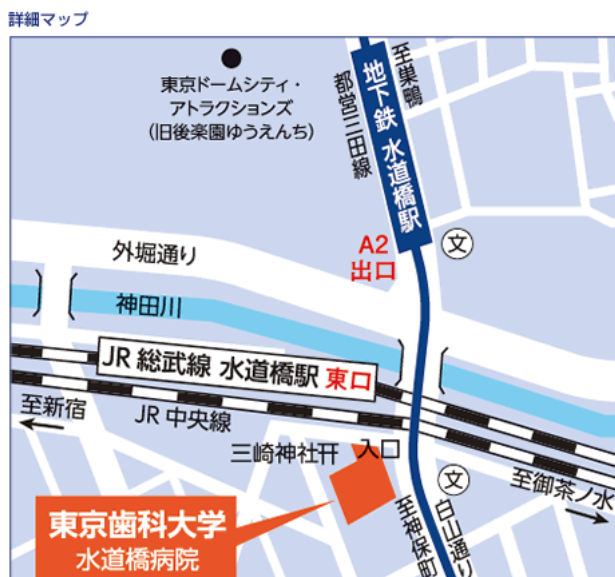 詳細マップ
東京ドームシティ・
アトラクションズ
(旧後楽園ゆうえんち)
至巣鴨
地下鉄 水道橋駅
都営三田線
文
A2
出口
外堀通り
神田川
JR 総武線 水道橋駅 東口
至新宿
JR 中央線
三崎神社
入口
文
至御茶ノ水
白山通り
至神保町
東京歯科大学
水道橋病院